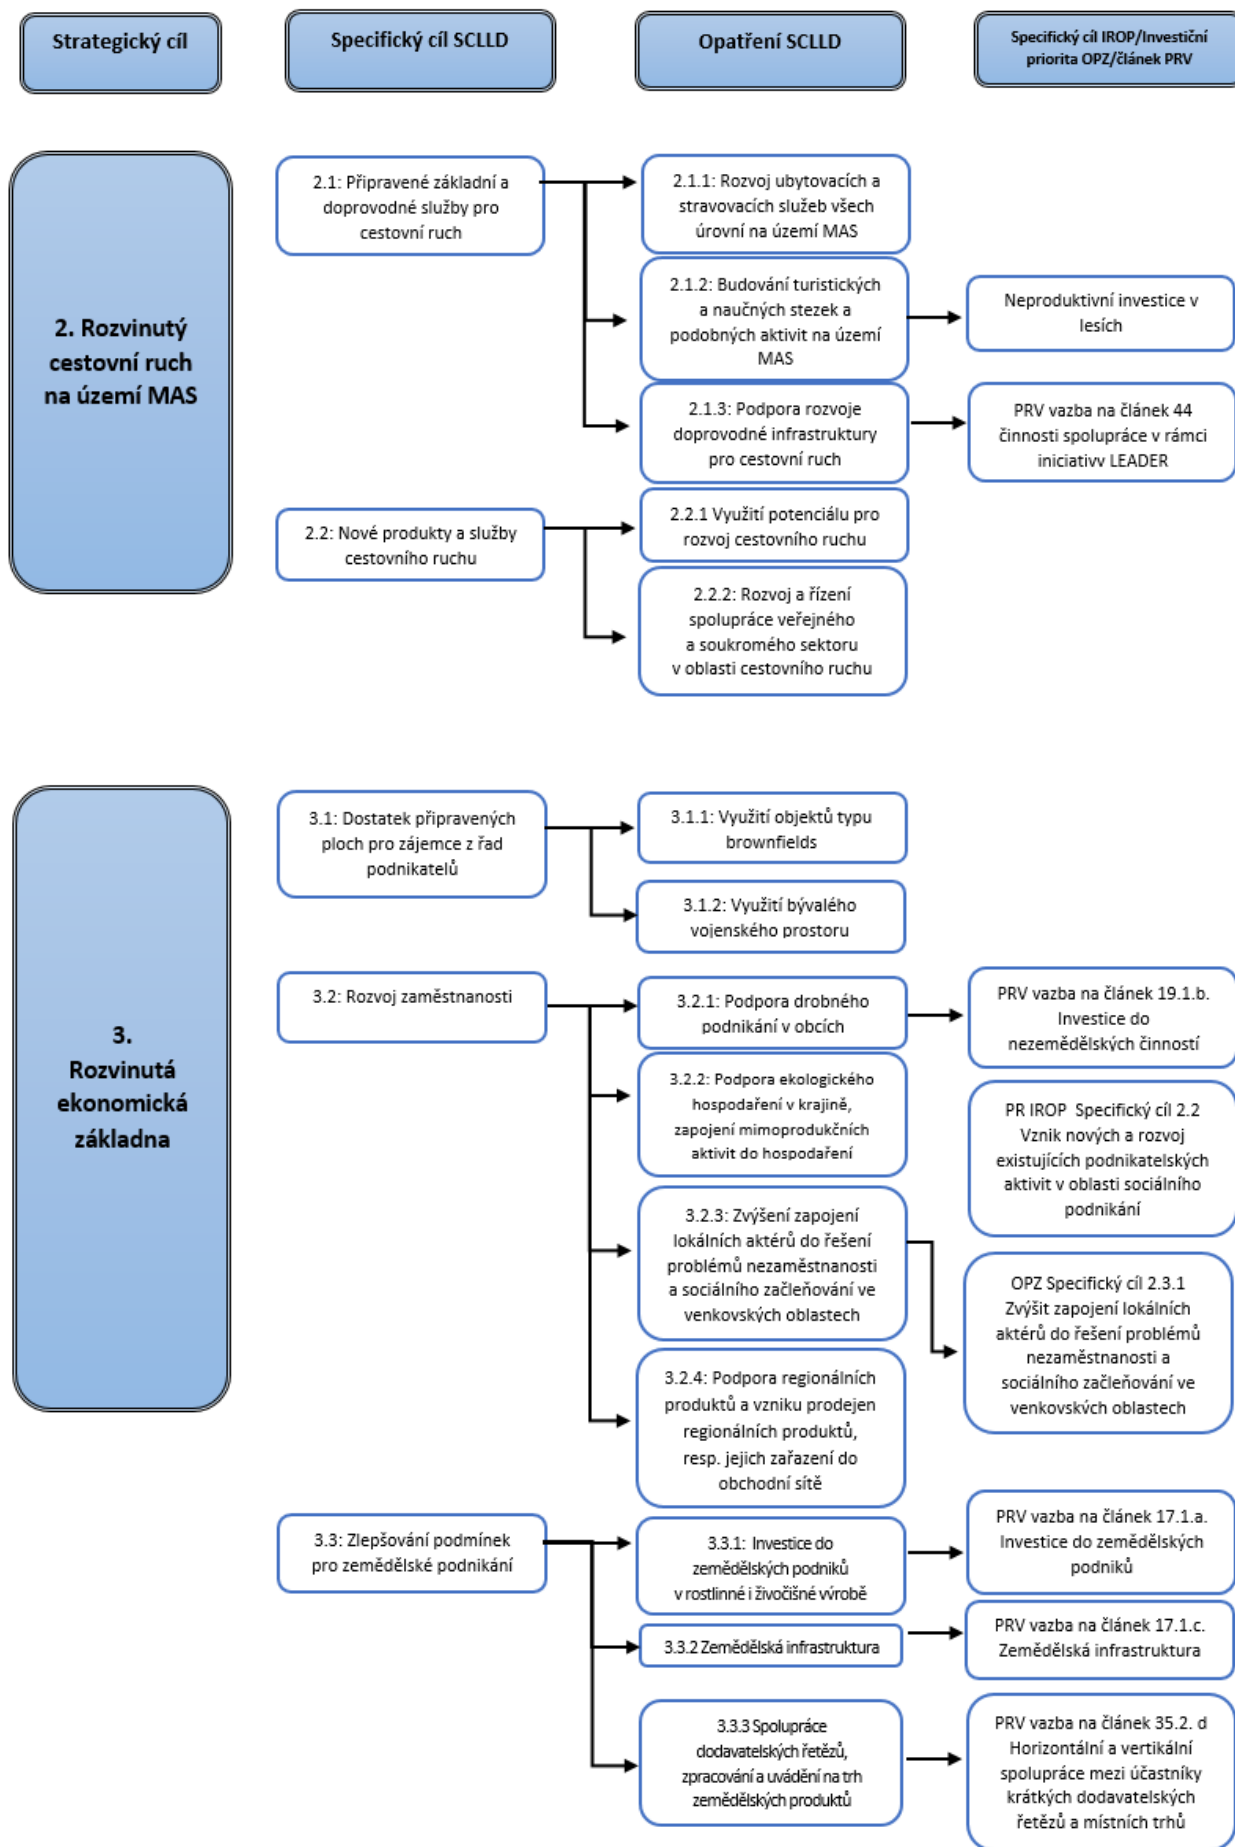 Strategický cíl
Specifický cíl SCLLD
Opatření SCLLD
Specifický cíl IROP/Investiční
priorita OPZ/článek PRV
2. Rozvinutý
cestovní ruch
na území MAS
2.1: Připravené základní a
doprovodné služby pro
cestovní ruch
2.1.1: Rozvoj ubytovacích a
stravovacích služeb všech
úrovní na území MAS
2.1.2: Budování turistických
a naučných stezek a
podobných aktivit na území
MAS
Neproduktivní investice v
lesích
2.1.3: Podpora rozvoje
doprovodné infrastruktury
pro cestovní ruch
PRV vazba na článek 44
činnosti spolupráce v rámci
iniciativv LEADER
2.2: Nové produkty a služby
cestovního ruchu
2.2.1 Využití potenciálu pro
rozvoj cestovního ruchu
2.2.2: Rozvoj a řízení
spolupráce veřejného
a soukromého sektoru
v oblasti cestovního ruchu
3.
Rozvinutá
ekonomická
základna
3.1: Dostatek připravených
ploch pro zájemce z řad
podnikatelů
3.1.1: Využití objektů typu
brownfields
3.1.2: Využití bývalého
vojenského prostoru
3.2: Rozvoj zaměstnanosti
3.2.1: Podpora drobného
podnikání v obcích
PRV vazba na článek 19.1.b.
Investice do
nezemědělských činností
3.2.2: Podpora ekologického
hospodaření v krajině,
zapojení mimoprodukčních
aktivit do hospodaření
PR IROP Specifický cíl 2.2
Vznik nových a rozvoj
existujících podnikatelských
aktivit v oblasti sociálního
podnikání
3.2.3: Zvýšení zapojení
lokálních aktérů do řešení
problémů nezaměstnanosti
a sociálního začleňování ve
venkovských oblastech
OPZ Specifický cíl 2.3.1
Zvýšit zapojení lokálních
aktérů do řešení problémů
nezaměstnanosti a
sociálního začleňování ve
venkovských oblastech
3.2.4: Podpora regionálních
produktů a vzniku prodejen
regionálních produktů,
resp. jejich zařazení do
obchodní sítě
3.3: Zlepšování podmínek
pro zemědělské podnikání
3.3.1: Investice do
zemědělských podniků
v rostlinné i živočišné výrobě
PRV vazba na článek 17.1.a.
Investice do zemědělských
podniků
3.3.2 Zemědělská infrastruktura
PRV vazba na článek 17.1.c.
Zemědělská infrastruktura
3.3.3 Spolupráce
dodavatelských řetězů,
zpracování a uvádění na trh
zemědělských produktů
PRV vazba na článek 35.2. d
Horizontální a vertikální
spolupráce mezi účastníky
krátkých dodavatelských
řetězů a místních trhů